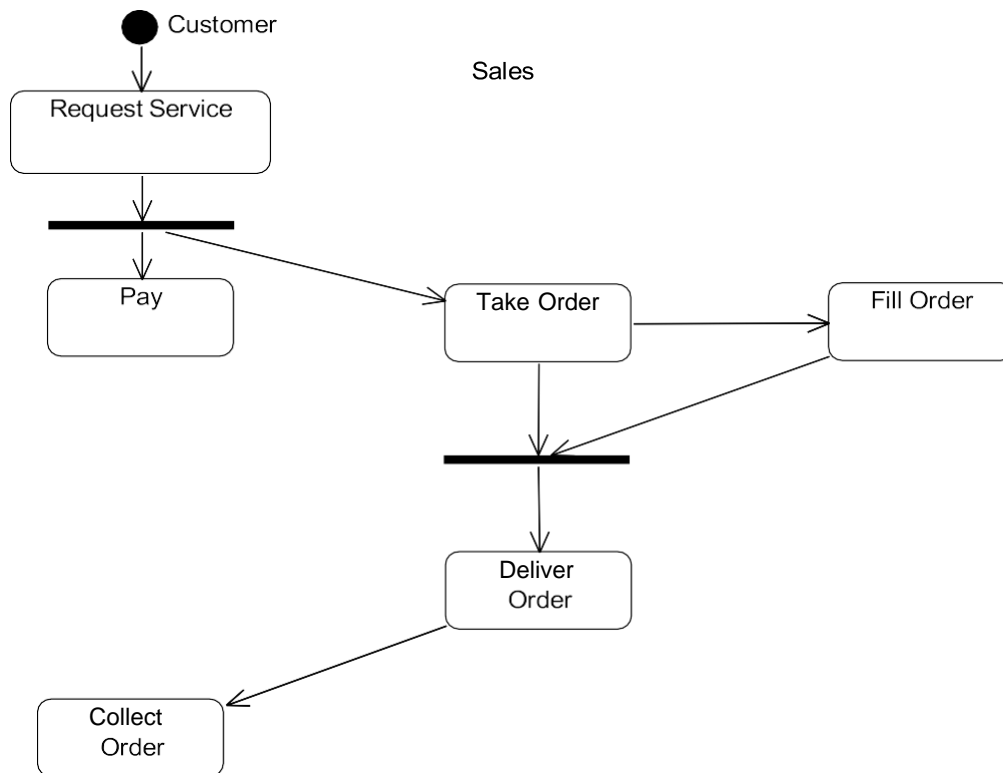 Customer
Sales
Request Service
Pay
Take Order
Fill Order
Deliver
Order
Collect
Order